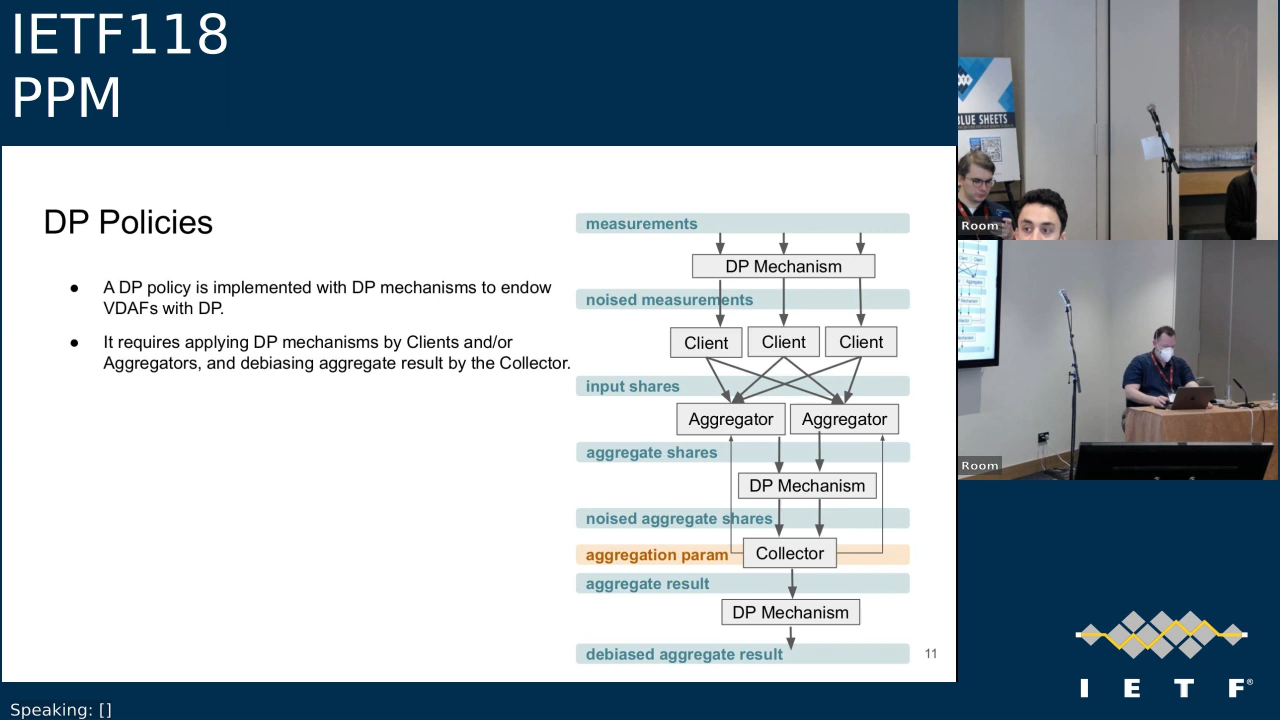 IETF118
PPM
DP Policies
● A DP policy is implemented with DP mechanisms to endow
VDAFs with DP.
● It requires applying DP mechanisms by Clients and/or
Aggregators, and debiasing aggregate result by the Collector.
measurements
DP Mechanism
noised measurements
Client Client Client
input shares
Aggregator Aggregator
aggregate shares
DP Mechanism
noised aggregate shares
aggregation param Collector
aggregate result
DP Mechanism
debiased aggregate result
11
BLUE SHEETS
Room
Room
I E T F®
Speaking: []